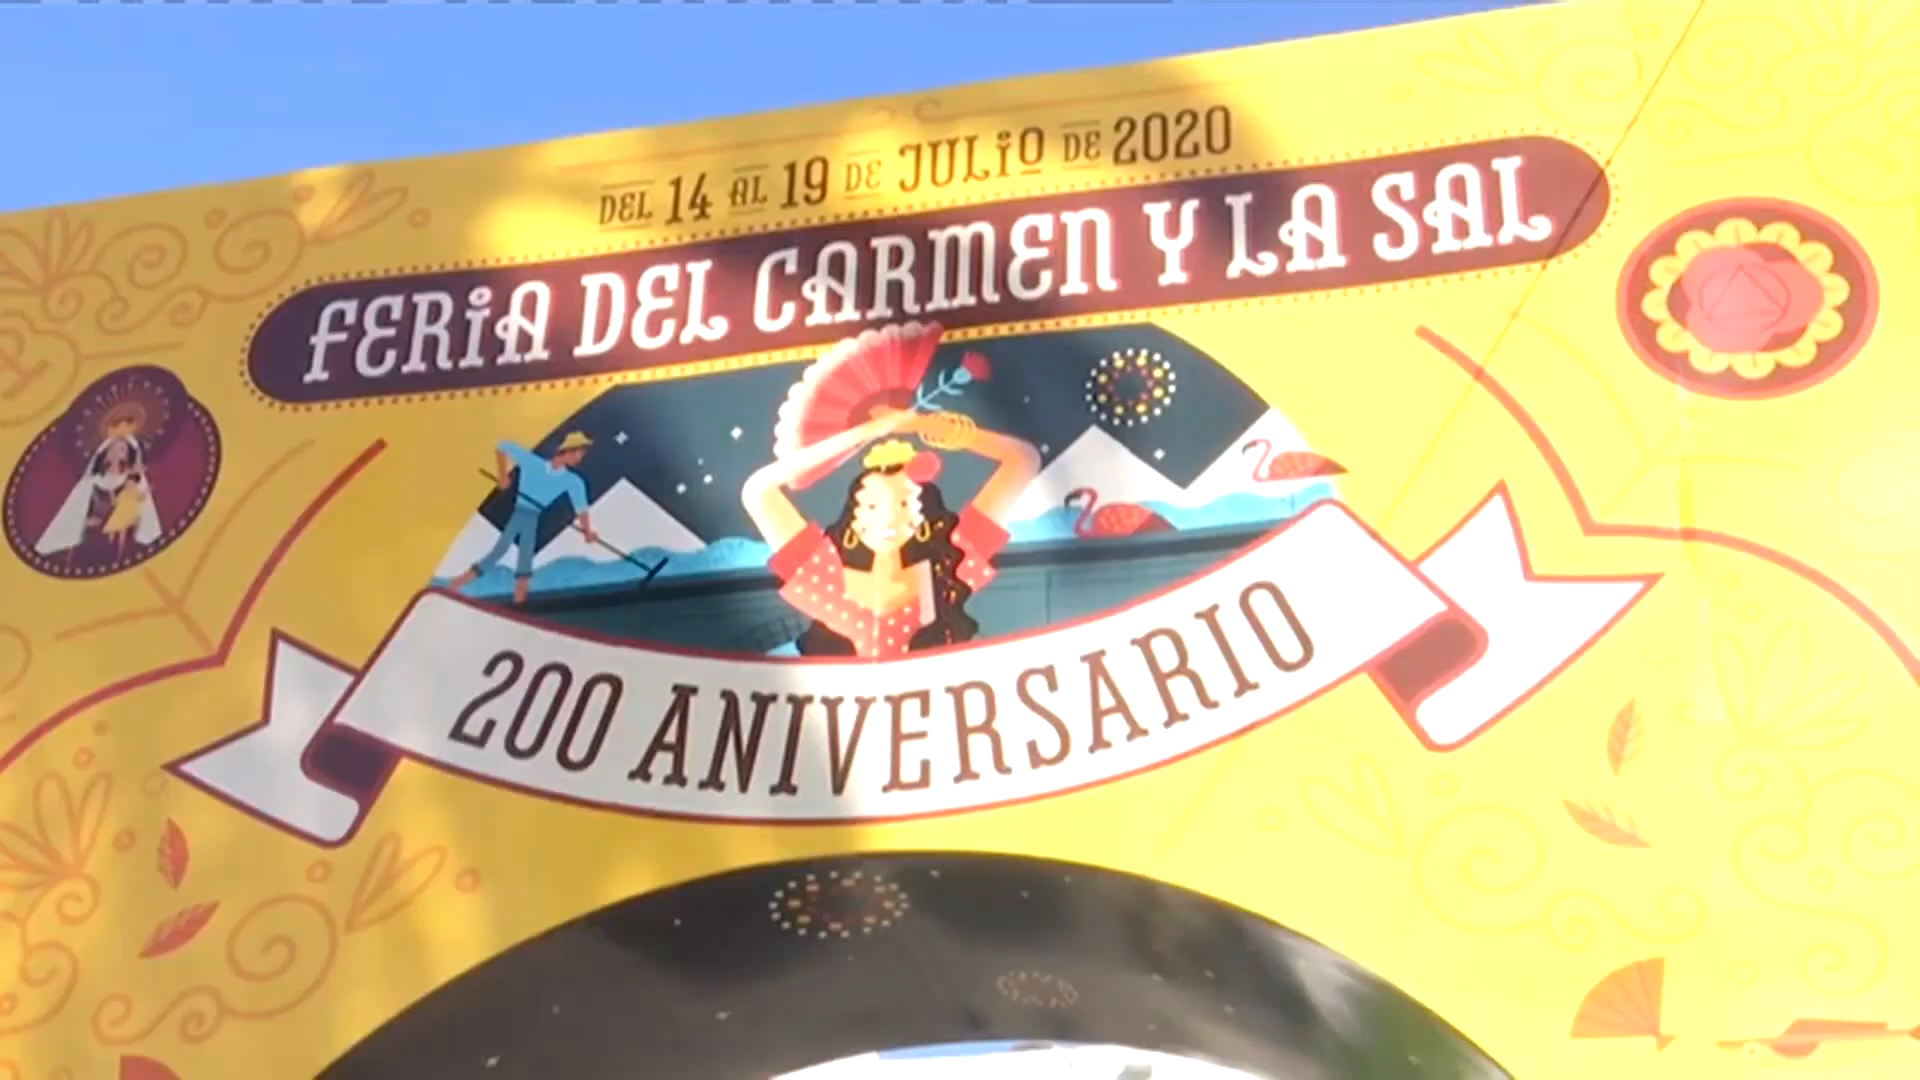 DEL 14 AL 19 DE JULIO DE 2020
FERIA DEL CARMEN Y LA SAL
200 ANIVERSARIO